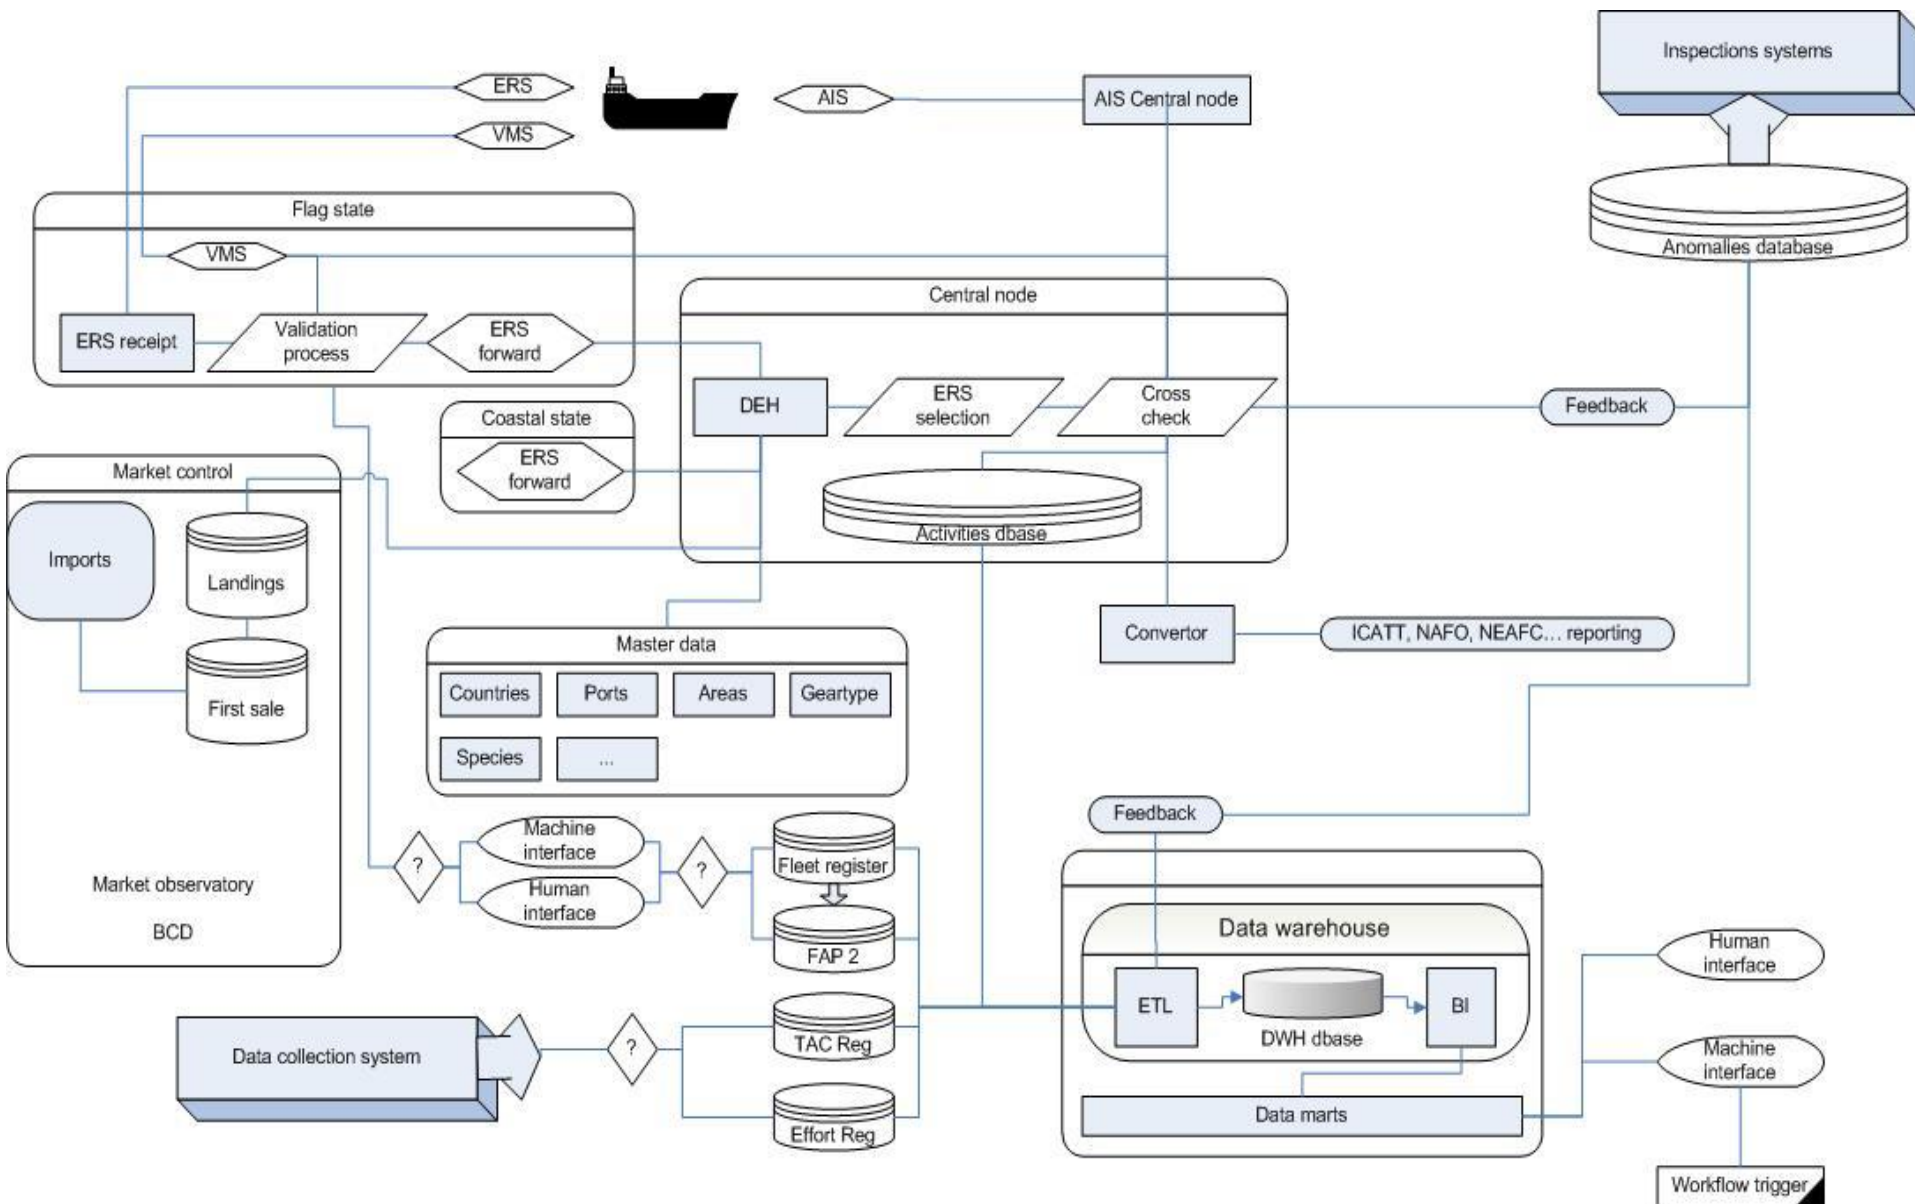 Inspections systems
ERS
AIS
AIS Central node
VMS
Anomalies database
Flag state
VMS
ERS receipt
Validation
process
ERS
forward
Central node
DEH
ERS
selection
Cross
check
Activities dbase
Feedback
Coastal state
ERS
forward
Market control
Imports
Landings
First sale
Market observatory
BCD
Convertor
ICATT, NAFO, NEAFC... reporting
Master data
Countries
Ports
Areas
Geartype
Species
...
?
Machine
interface
Human
interface
?
Fleet register
FAP 2
TAC Reg
Effort Reg
Data collection system
?
Feedback
Data warehouse
ETL
DWH dbase
BI
Data marts
Human
interface
Machine
interface
Workflow trigger